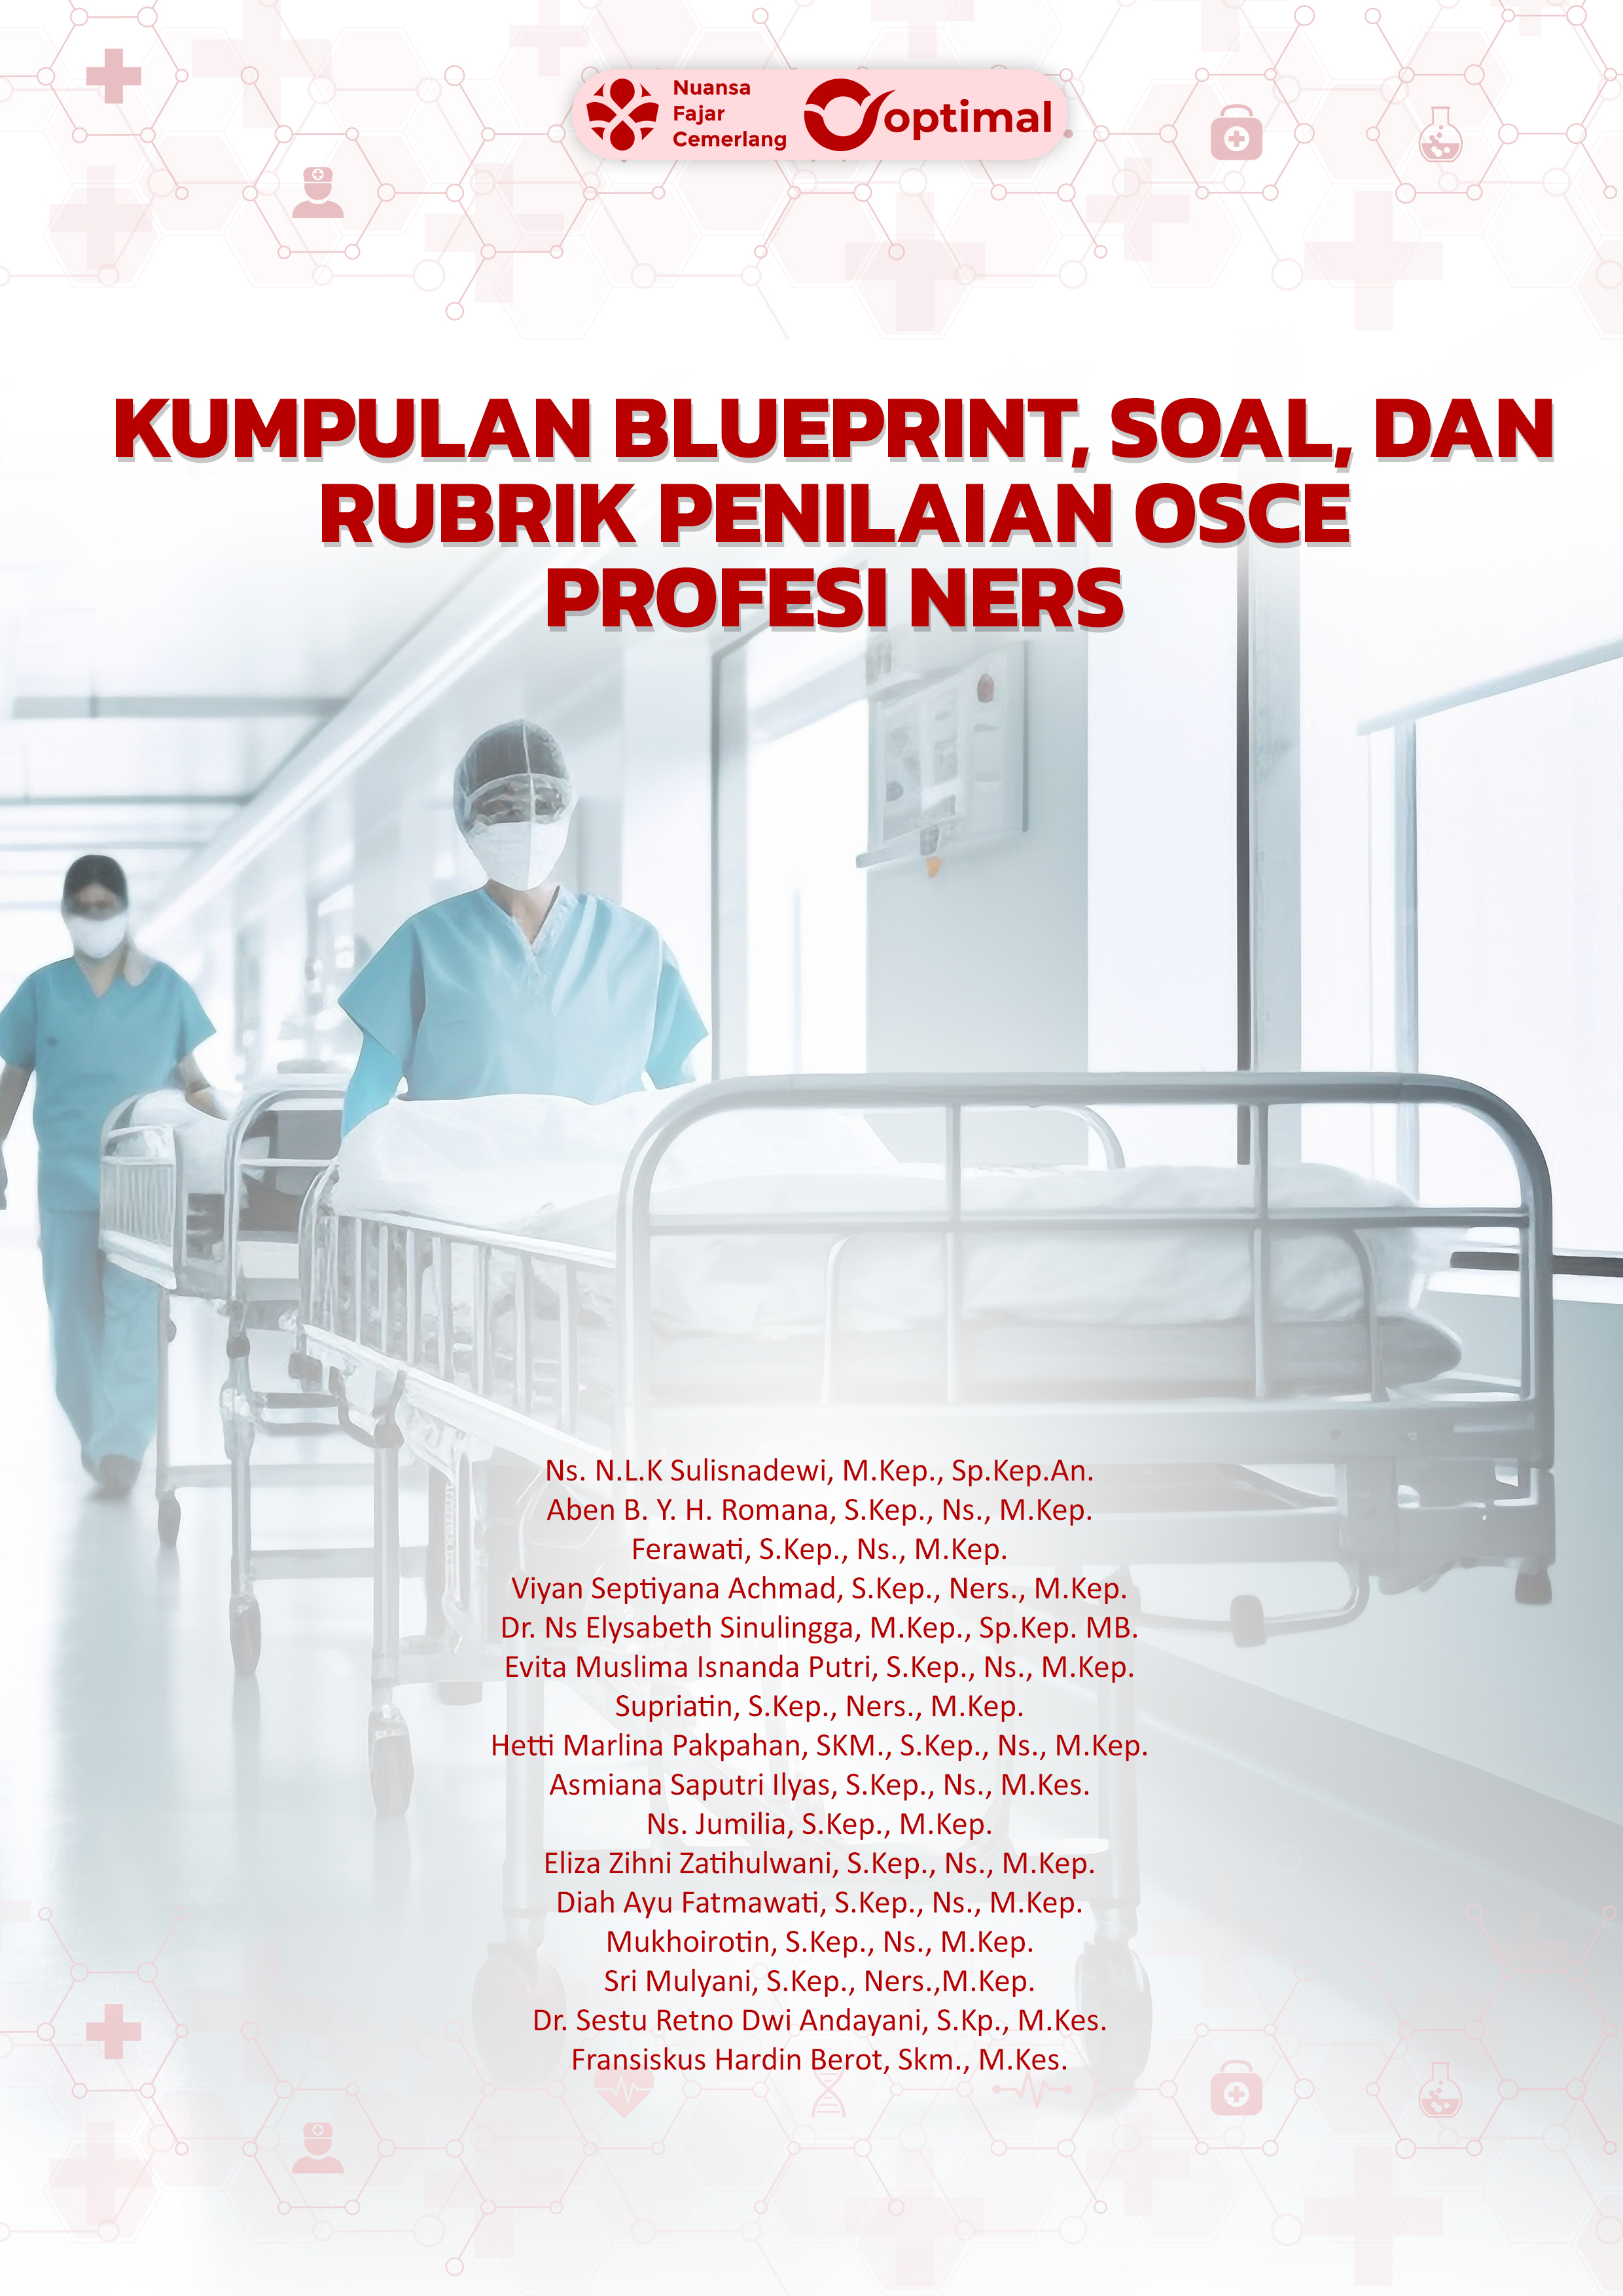 Nuansa
Fajar
Cemerlang
optimal
KUMPULAN BLUEPRINT, SOAL, DAN
RUBRIK PENILAIAN OSCE
PROFESI NERS
Ns. N.L.K Sulisnadewi, M.Kep., Sp.Kep.An.
Aben B. Y. H. Romana, S.Kep., Ns., M.Kep.
Ferawati, S.Kep., Ns., M.Kep.
Viyan Septiyana Achmad, S.Kep., Ners., M.Kep.
Dr. Ns Elysabeth Sinulingga, M.Kep., Sp.Kep. MB.
Evita Muslima Isnanda Putri, S.Kep., Ns., M.Kep.
Supriatin, S.Kep., Ners., M.Kep.
Hetti Marlina Pakpahan, SKM., S.Kep., Ns., M.Kep.
Asmiana Saputri Ilyas, S.Kep., Ns., M.Kes.
Ns. Jumilia, S.Kep., M.Kep.
Eliza Zihni Zatihulwani, S.Kep., Ns., M.Kep.
Diah Ayu Fatmawati, S.Kep., Ns., M.Kep.
Mukhoirotin, S.Kep., Ns., M.Kep.
Sri Mulyani, S.Kep., Ners.,M.Kep.
Dr. Sestu Retno Dwi Andayani, S.Kp., M.Kes.
Fransiskus Hardin Berot, Skm., M.Kes.